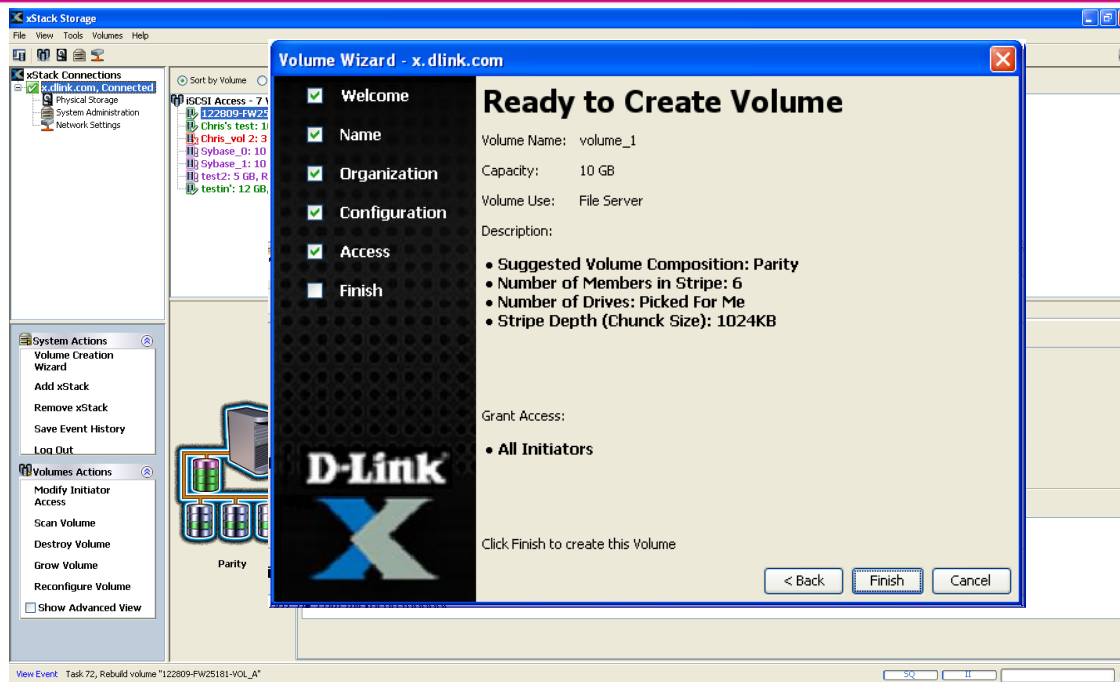 xStack Storage
File View Tools Volumes Help
xStack Connections
x.dlink.com, Connected
Physical Storage
System Administration
Network Settings
Sort by Volume
iSCSI Access - 7
122809-FW25
Chris's test:
Chris_vol 2: 3
Sybase_0: 10
Sybase_1: 10
test2: 5 GB, R
testin': 12 GB,
System Actions
Volume Creation
Wizard
Add xStack
Remove xStack
Save Event History
Log Out
Volumes Actions
Modify Initiator
Access
Scan Volume
Destroy Volume
Grow Volume
Reconfigure Volume
Show Advanced View
Parity
Volume Wizard - x.dlink.com
Welcome
Name
Organization
Configuration
Access
Finish
D-Link
Ready to Create Volume
Volume Name: volume_1
Capacity: 10 GB
Volume Use: File Server
Description:
• Suggested Volume Composition: Parity
• Number of Members in Stripe: 6
• Number of Drives: Picked For Me
• Stripe Depth (Chunck Size): 1024KB
Grant Access:
• All Initiators
Click Finish to create this Volume
< Back Finish Cancel
View Event Task 72, Rebuild volume "122809-FW25181-VOL_A"
SQ II